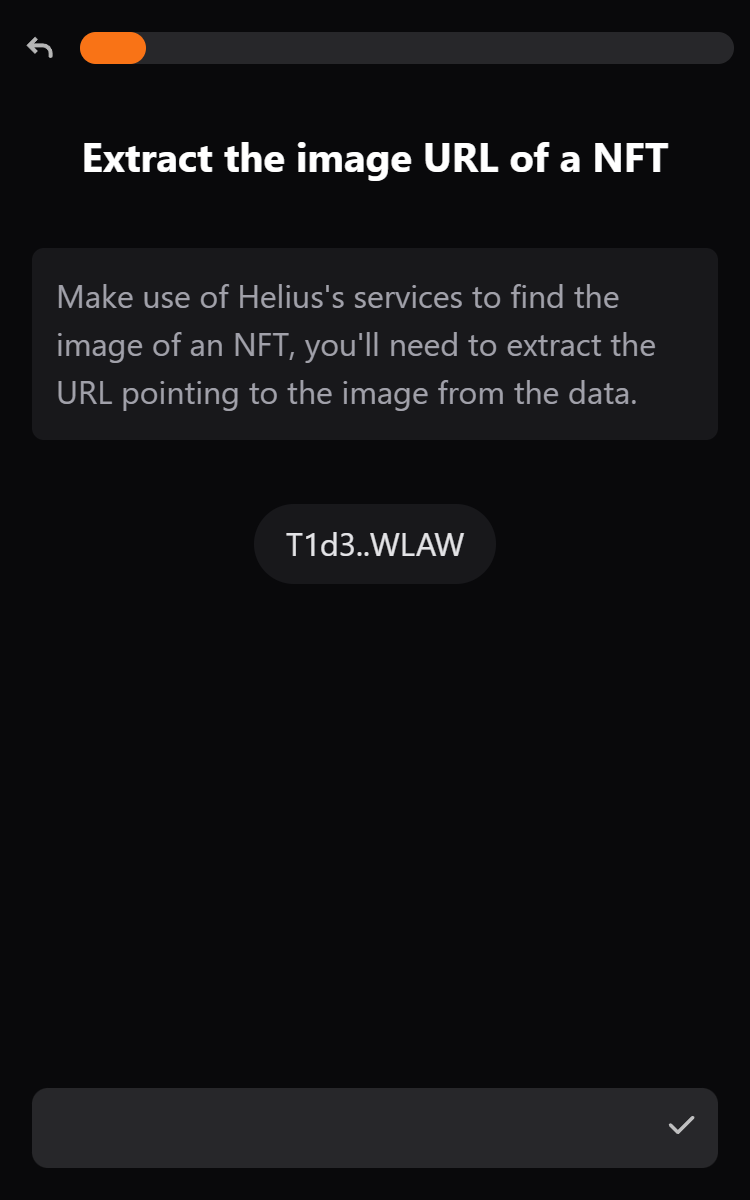 Extract the image URL of a NFT
Make use of Helius's services to find the
image of an NFT, you'll need to extract the
URL pointing to the image from the data.
T1d3..WLAW